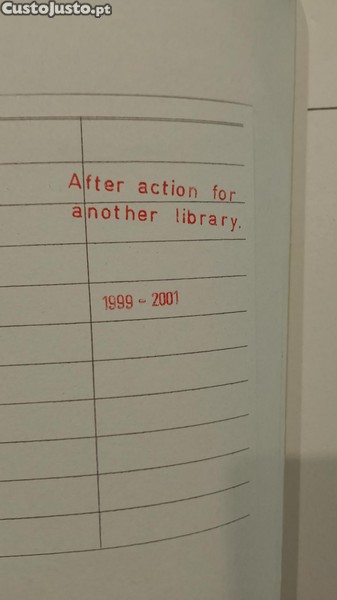 CustoJusto.pt
After action for
another library.
1999 - 2001